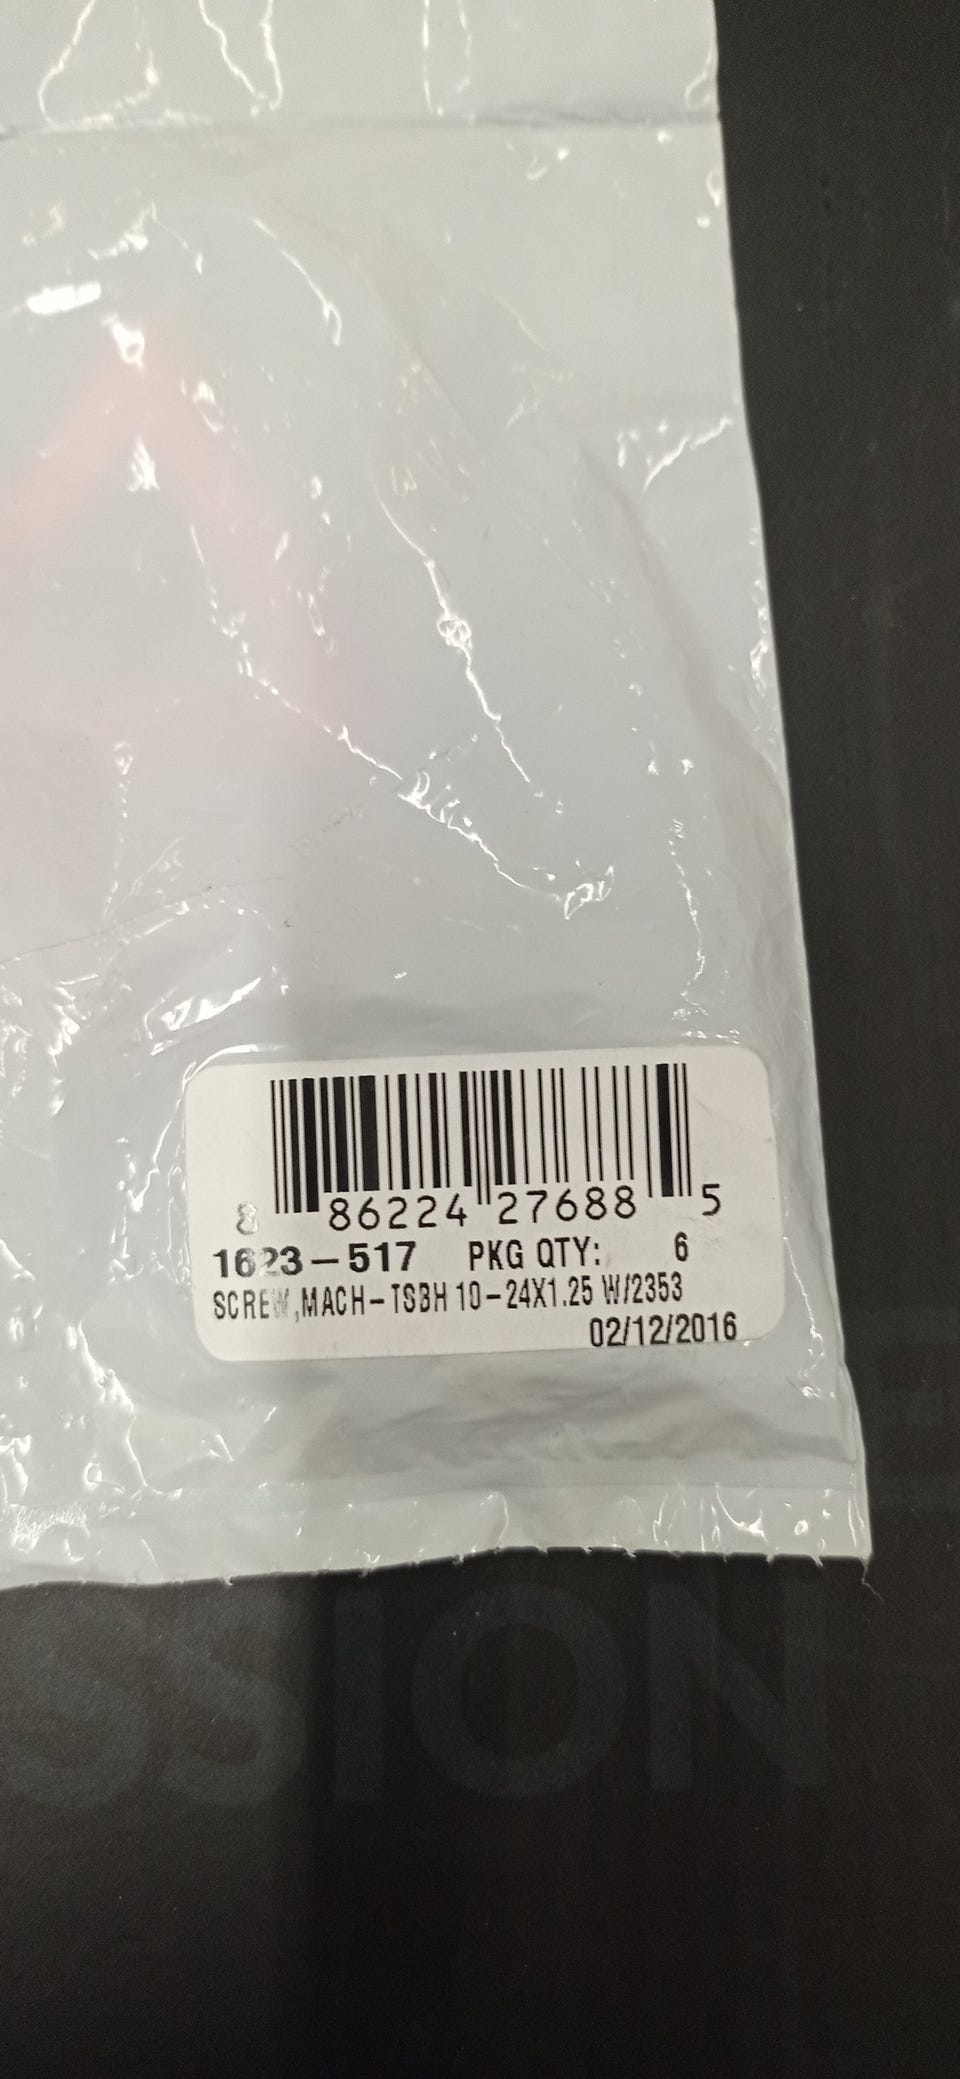 8 86224 27688 5
1623-517 PKG QTY: 6
SCREW,MACH-TSBH 10-24X1.25 W/2353
02/12/2016
SSION